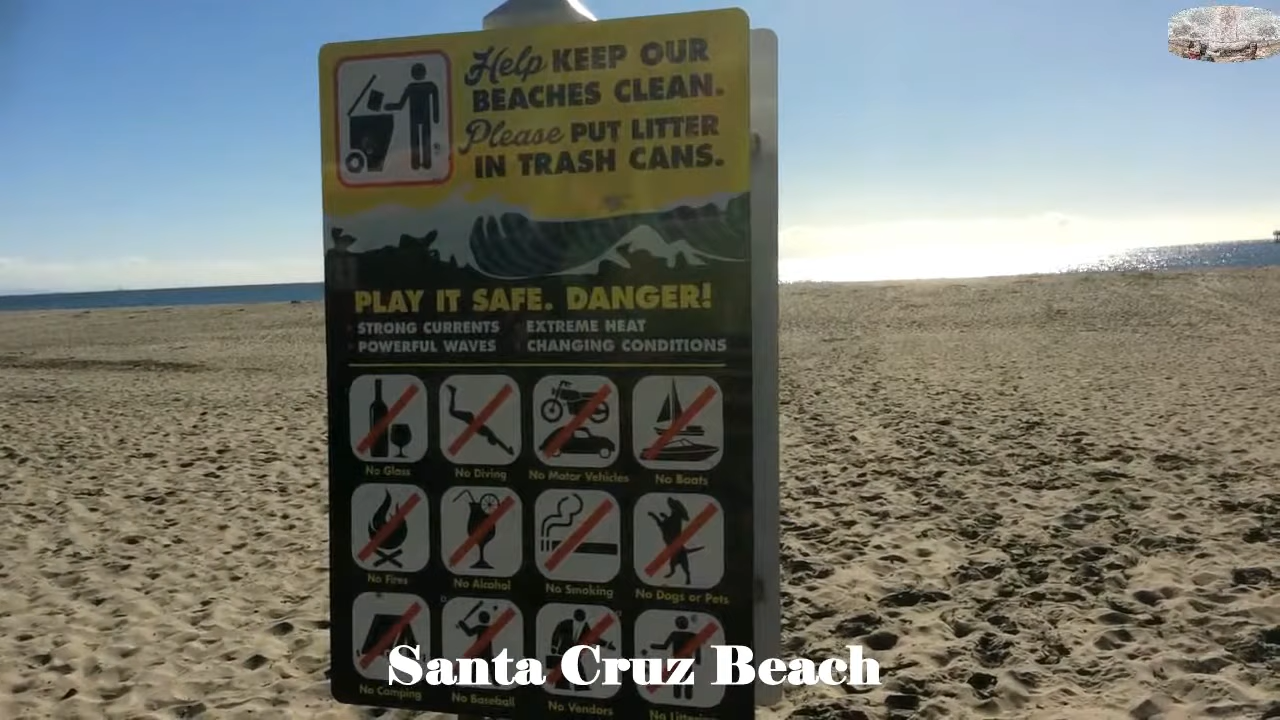 Help KEEP OUR
BEACHES CLEAN.
Please PUT LITTER
IN TRASH CANS.
PLAY IT SAFE. DANGER!
STRONG CURRENTS EXTREME HEAT
POWERFUL WAVES CHANGING CONDITIONS
No Glass No Diving No Motor Vehicles No Boats
No Fires No Alcohol No Smoking No Dogs or Pets
Santa Cruz Beach
No Camping No Baseball No Vendors No